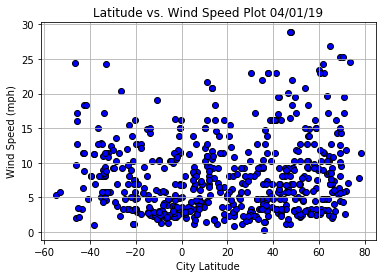 Latitude vs. Wind Speed Plot 04/01/19
Wind Speed (mph)
30
25
20
15
10
5
0
−60 −40 −20 0 20 40 60 80
City Latitude